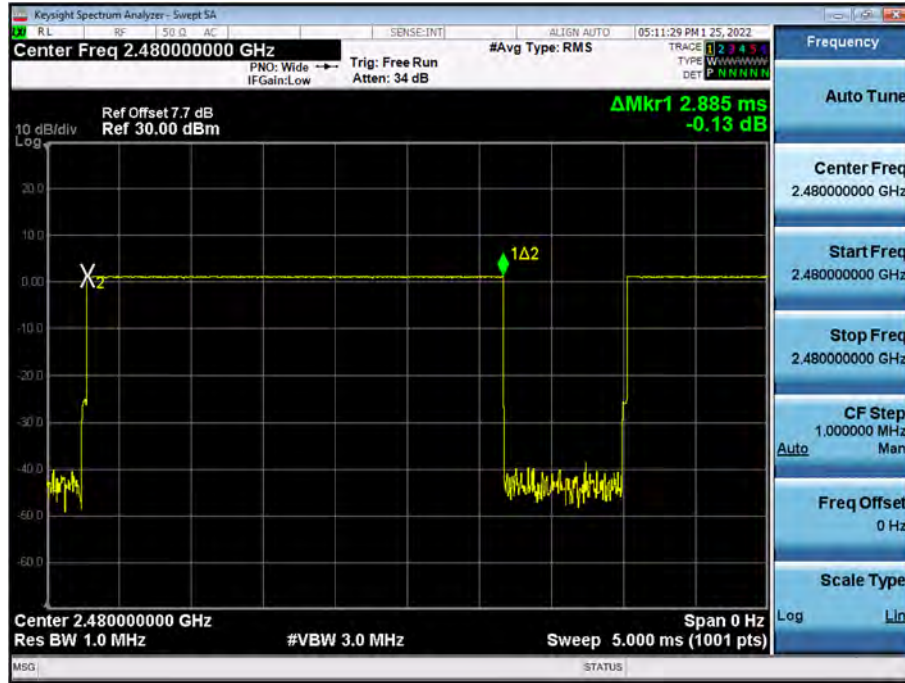 Keysight Spectrum Analyzer - Swept SA
RL RF 50 Ω AC SENSE:INT ALIGN AUTO 05:11:29 PM 1 25, 2022
Center Freq 2.480000000 GHz
PNO: Wide
IFGain:Low
Trig: Free Run
Atten: 34 dB
#Avg Type: RMS
TRACE 1 2 3 4 5 6
TYPE WWWWWW
DET P N N N N N
Ref Offset 7.7 dB
10 dB/div Ref 30.00 dBm
Log
ΔMkr1 2.885 ms
-0.13 dB
20.0
10.0
0.00
-10.0
-20.0
-30.0
-40.0
-50.0
-60.0
X2
1Δ2
Center 2.480000000 GHz Span 0 Hz
Res BW 1.0 MHz #VBW 3.0 MHz Sweep 5.000 ms (1001 pts)
MSG STATUS
Frequency
Auto Tune
Center Freq
2.480000000 GHz
Start Freq
2.480000000 GHz
Stop Freq
2.480000000 GHz
CF Step
1.000000 MHz
Auto Man
Freq Offset
0 Hz
Scale Type
Log Lin